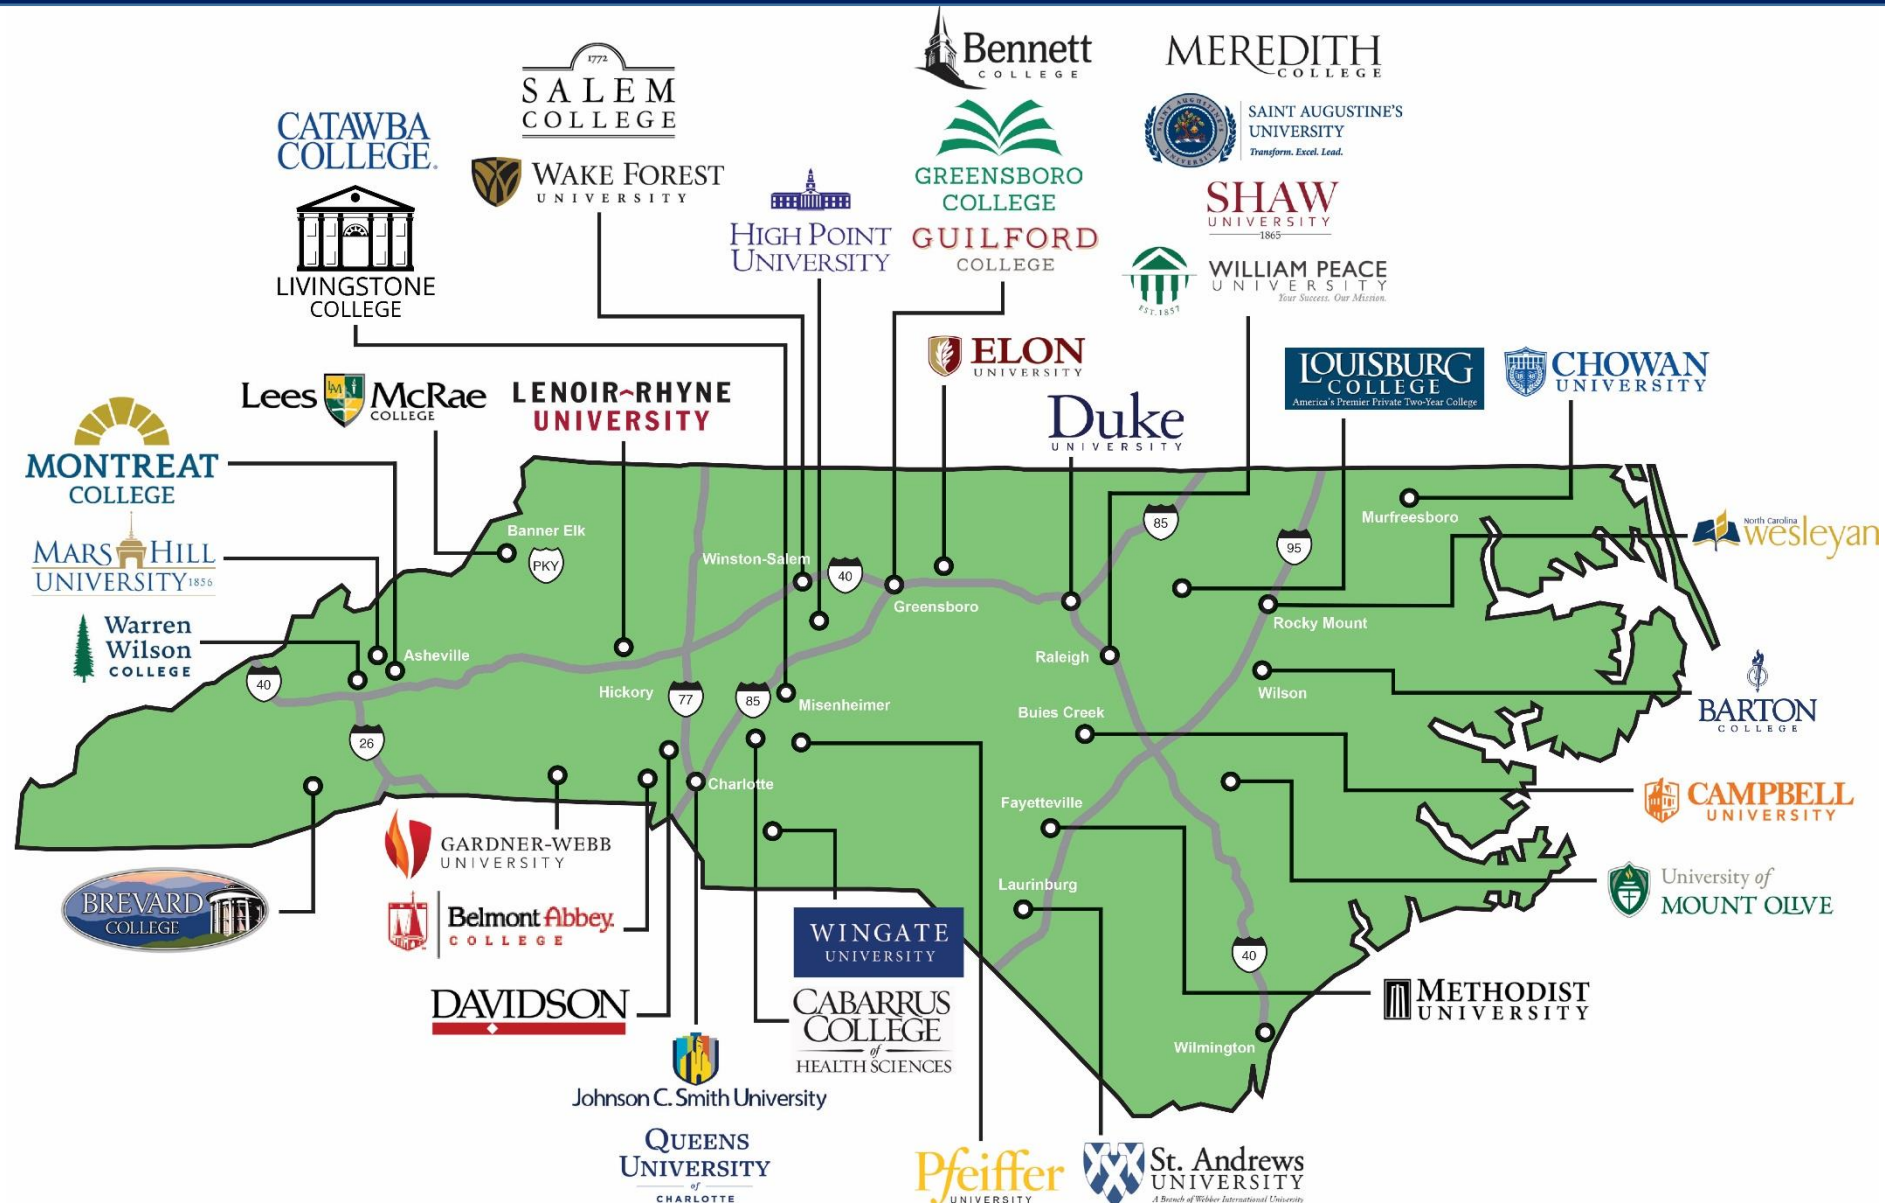 Bennett
COLLEGE
MEREDITH
COLLEGE
1772
SALEM
COLLEGE
CATAWBA
COLLEGE
SAINT AUGUSTINE'S
UNIVERSITY
Transform. Excel. Lead.
WAKE FOREST
UNIVERSITY
GREENSBORO
COLLEGE
SHAW
UNIVERSITY
1865
HIGH POINT
UNIVERSITY
GUILFORD
COLLEGE
LIVINGSTONE
COLLEGE
WILLIAM PEACE
UNIVERSITY
Your Success. Our Mission.
EST. 1857
ELON
UNIVERSITY
LOUISBURG
COLLEGE
America's Premier Private Two-Year College
CHOWAN
UNIVERSITY
Lees LM McRae
COLLEGE
LENOIR-RHYNE
UNIVERSITY
Duke
UNIVERSITY
MONTREAT
COLLEGE
MARS HILL
UNIVERSITY 1856
Warren
Wilson
COLLEGE
Banner Elk
PKY
Winston-Salem
40
Greensboro
85
95
Murfreesboro
North Carolina
wesleyan
Rocky Mount
Asheville
40
Raleigh
Hickory
77
85
Misenheimer
Wilson
Buies Creek
BARTON
COLLEGE
26
Charlotte
Fayetteville
CAMPBELL
UNIVERSITY
GARDNER-WEBB
UNIVERSITY
Laurinburg
University of
MOUNT OLIVE
BREVARD
COLLEGE
Belmont Abbey
COLLEGE
WINGATE
UNIVERSITY
40
DAVIDSON
CABARRUS
COLLEGE
of
HEALTH SCIENCES
METHODIST
UNIVERSITY
Wilmington
Johnson C. Smith University
QUEENS
UNIVERSITY
of
CHARLOTTE
Pfeiffer
UNIVERSITY
St. Andrews
UNIVERSITY
A Branch of Webber International University